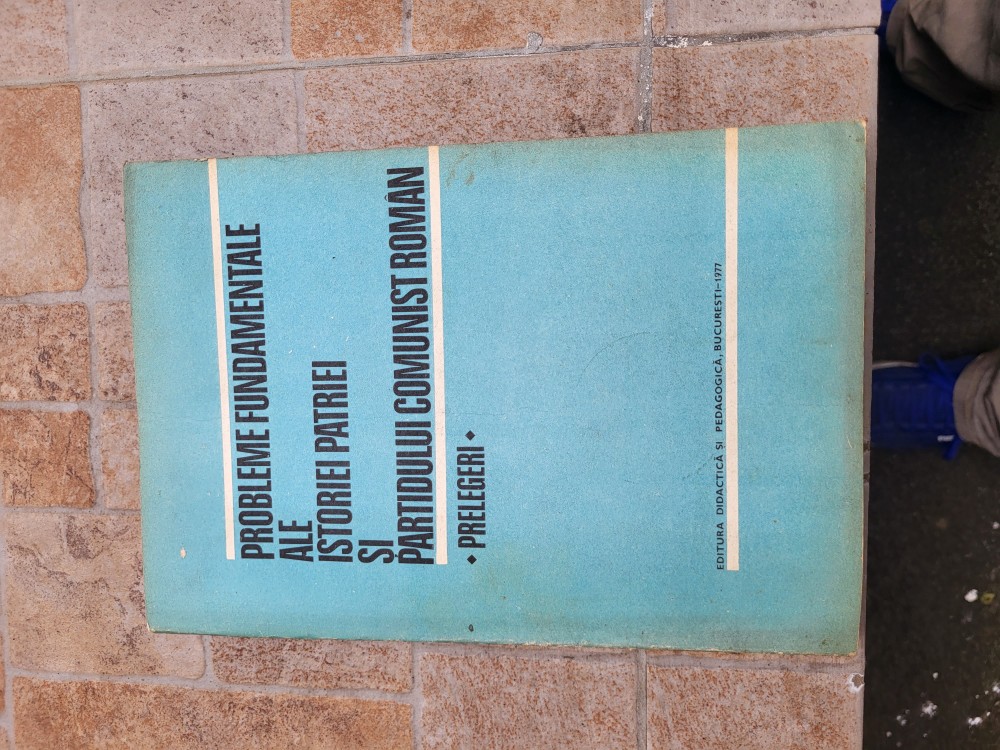 PROBLEME FUNDAMENTALE
ALE
ISTORIEI PATRIEI
ȘI
PARTIDULUI COMUNIST ROMÂN
♦ PRELEGERI ♦
EDITURA DIDACTICĂ ȘI PEDAGOGICĂ, BUCUREȘTI–1977